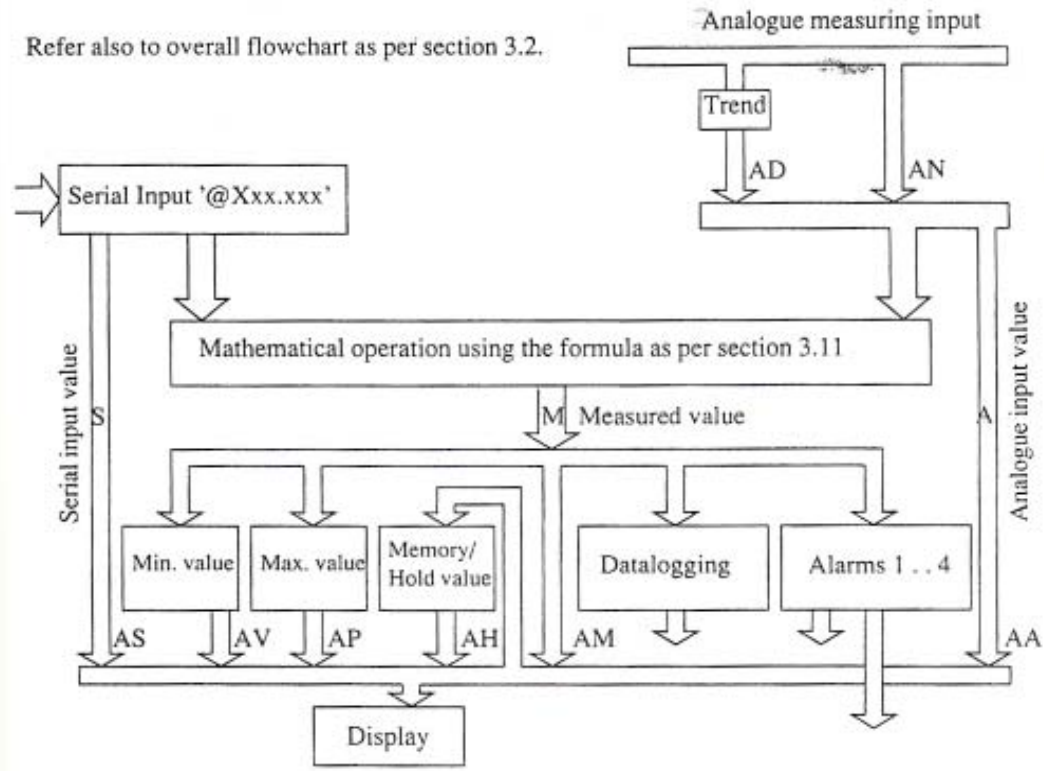 Analogue measuring input
Refer also to overall flowchart as per section 3.2.
Trend
AD
AN
Serial Input '@Xxx.xxx'
Mathematical operation using the formula as per section 3.11
Serial input value
S
M Measured value
A
Analogue input value
Min. value
Max. value
Memory/
Hold value
Datalogging
Alarms 1 . . 4
AS
AV
AP
AH
AM
AA
Display